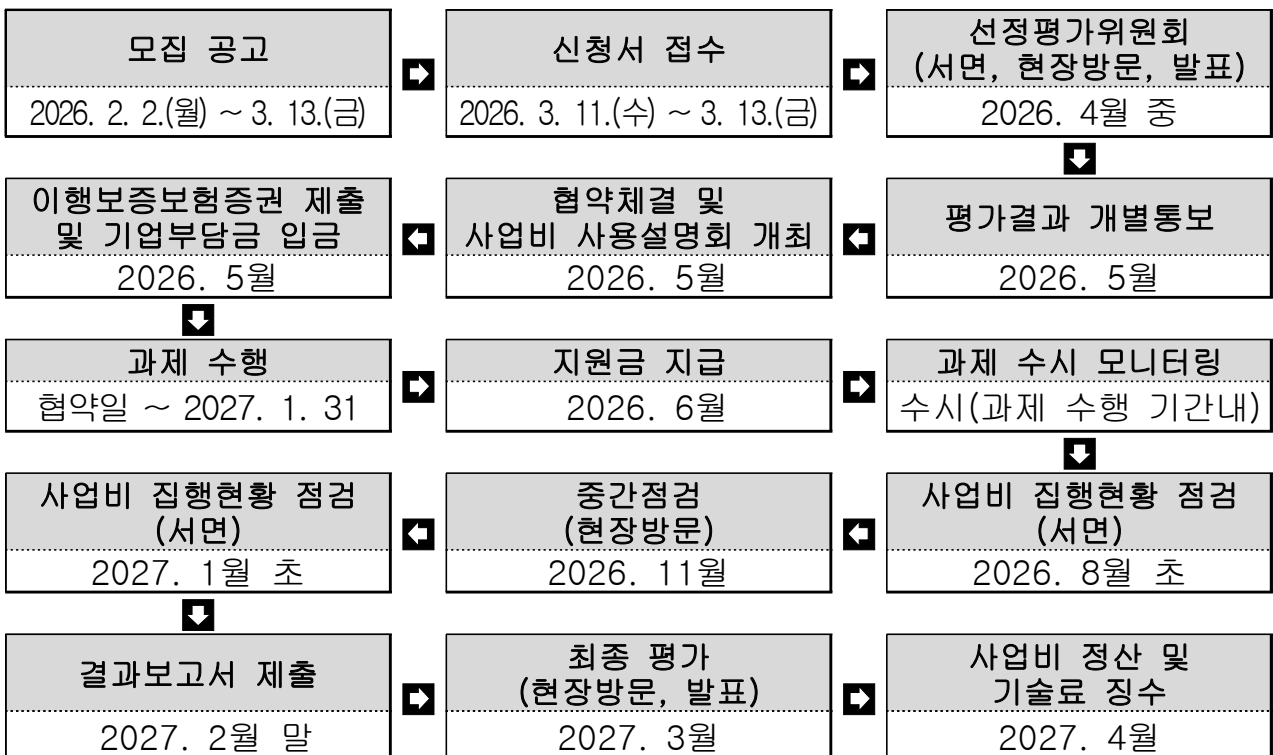 모집 공고
2026. 2. 2.(월) ~ 3. 13.(금)
신청서 접수
2026. 3. 11.(수) ~ 3. 13.(금)
선정평가위원회
(서면, 현장방문, 발표)
2026. 4월 중
평가결과 개별통보
2026. 5월
협약체결 및
사업비 사용설명회 개최
2026. 5월
이행보증보험증권 제출
및 기업부담금 입금
2026. 5월
과제 수행
협약일 ~ 2027. 1. 31
지원금 지급
2026. 6월
과제 수시 모니터링
수시(과제 수행 기간내)
사업비 집행현황 점검
(서면)
2026. 8월 초
중간점검
(현장방문)
2026. 11월
사업비 집행현황 점검
(서면)
2027. 1월 초
결과보고서 제출
2027. 2월 말
최종 평가
(현장방문, 발표)
2027. 3월
사업비 정산 및
기술료 징수
2027. 4월